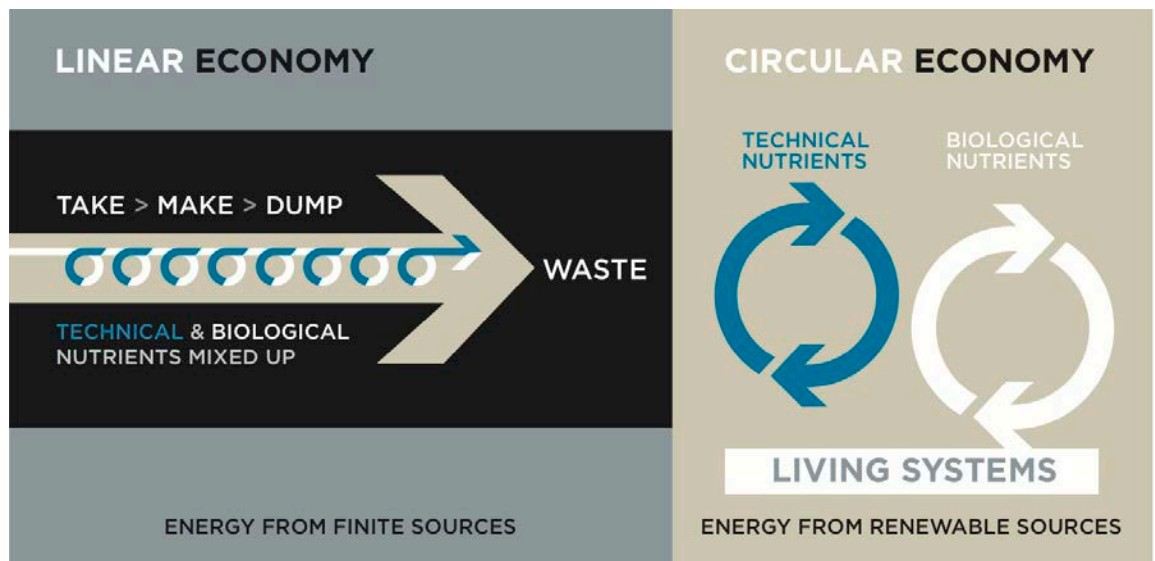 LINEAR ECONOMY
TAKE > MAKE > DUMP
WASTE
TECHNICAL & BIOLOGICAL
NUTRIENTS MIXED UP
ENERGY FROM FINITE SOURCES
CIRCULAR ECONOMY
TECHNICAL
NUTRIENTS
BIOLOGICAL
NUTRIENTS
LIVING SYSTEMS
ENERGY FROM RENEWABLE SOURCES